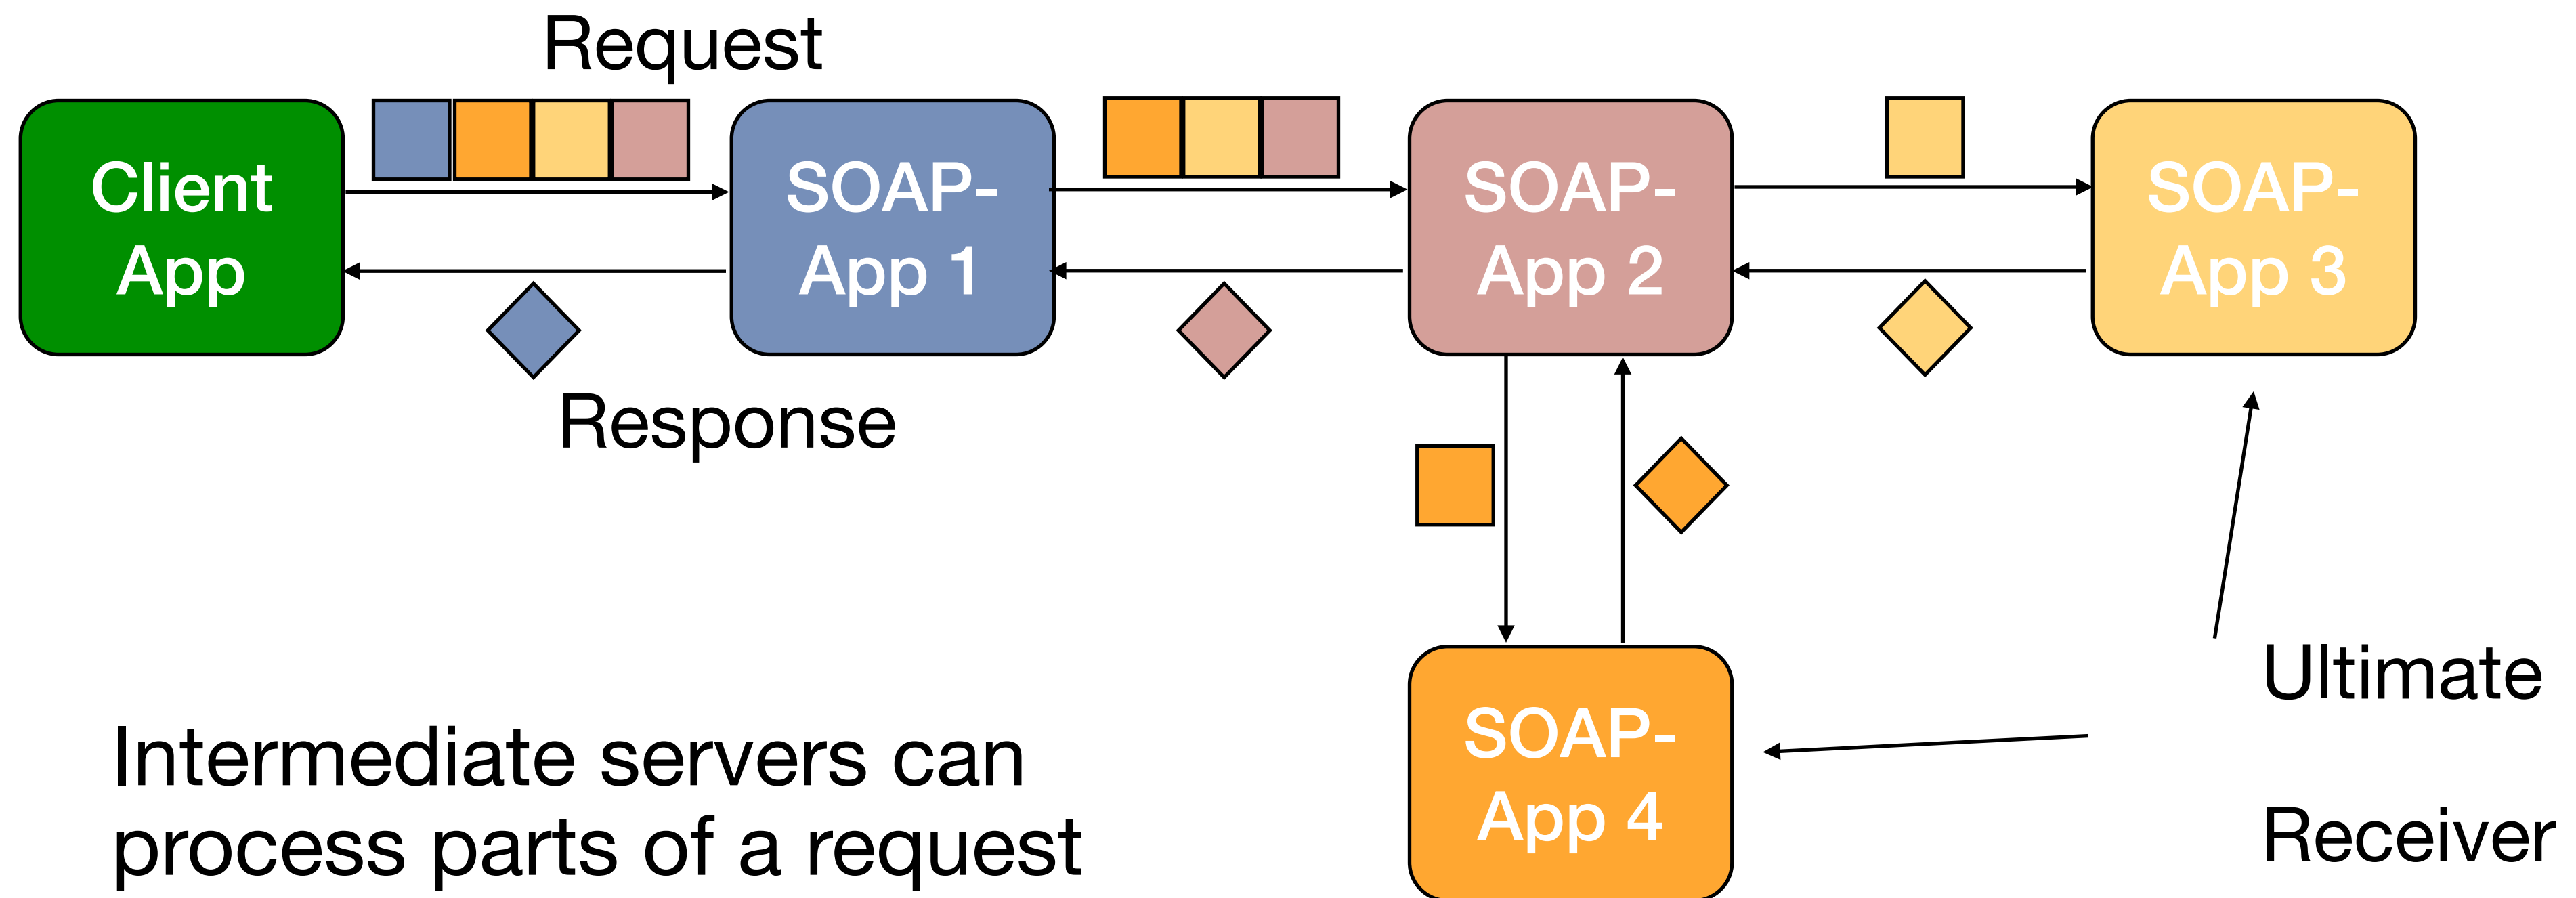 Request
Client
App
SOAP-
App 1
SOAP-
App 2
SOAP-
App 3
Response
SOAP-
App 4
Ultimate
Receiver
Intermediate servers can
process parts of a request